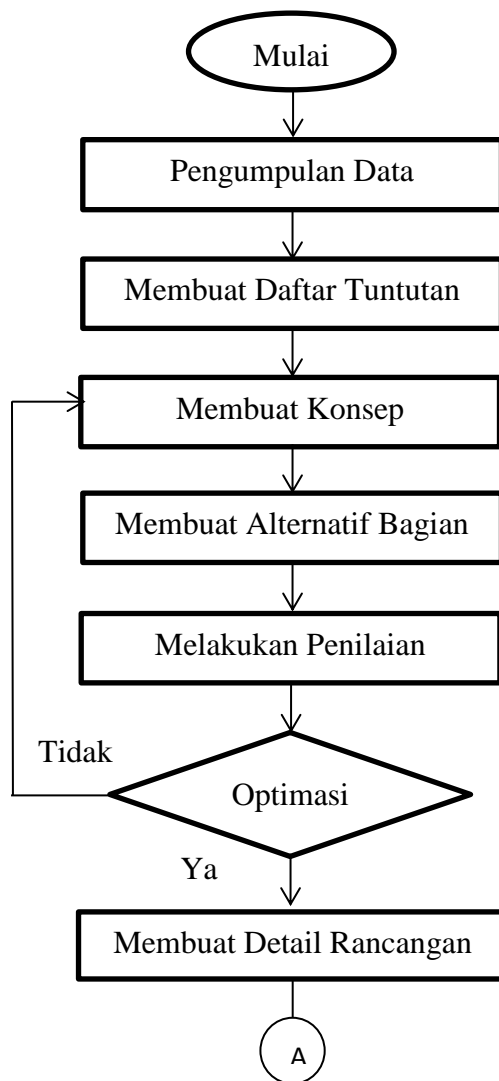 Mulai
Pengumpulan Data
Membuat Daftar Tuntutan
Membuat Konsep
Membuat Alternatif Bagian
Melakukan Penilaian
Tidak
Optimasi
Ya
Membuat Detail Rancangan
A